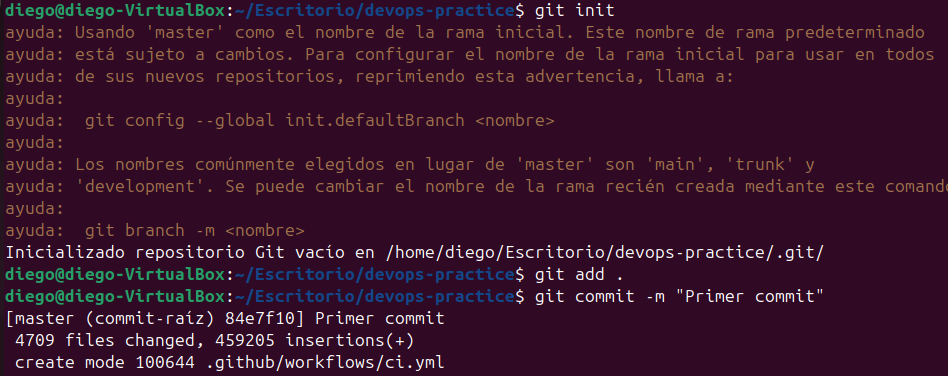 diego@diego-VirtualBox:~/Escritorio/devops-practice$ git init
ayuda: Usando 'master' como el nombre de la rama inicial. Este nombre de rama predeterminado
ayuda: está sujeto a cambios. Para configurar el nombre de la rama inicial para usar en todos
ayuda: de sus nuevos repositorios, reprimiendo esta advertencia, llama a:
ayuda:
ayuda:  git config --global init.defaultBranch <nombre>
ayuda:
ayuda: Los nombres comúnmente elegidos en lugar de 'master' son 'main', 'trunk' y
ayuda: 'development'. Se puede cambiar el nombre de la rama recién creada mediante este comando
ayuda:
ayuda:  git branch -m <nombre>
Inicializado repositorio Git vacío en /home/diego/Escritorio/devops-practice/.git/
diego@diego-VirtualBox:~/Escritorio/devops-practice$ git add .
diego@diego-VirtualBox:~/Escritorio/devops-practice$ git commit -m "Primer commit"
[master (commit-raíz) 84e7f10] Primer commit
 4709 files changed, 459205 insertions(+)
 create mode 100644 .github/workflows/ci.yml